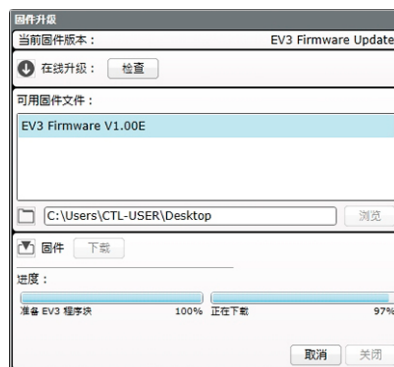 固件升级
当前固件版本： EV3 Firmware Update
在线升级： 检查
可用固件文件：
EV3 Firmware V1.00E
C:\Users\CTL-USER\Desktop 浏览
固件 下载
进度：
准备 EV3 程序块 100% 正在下载 97%
取消 关闭